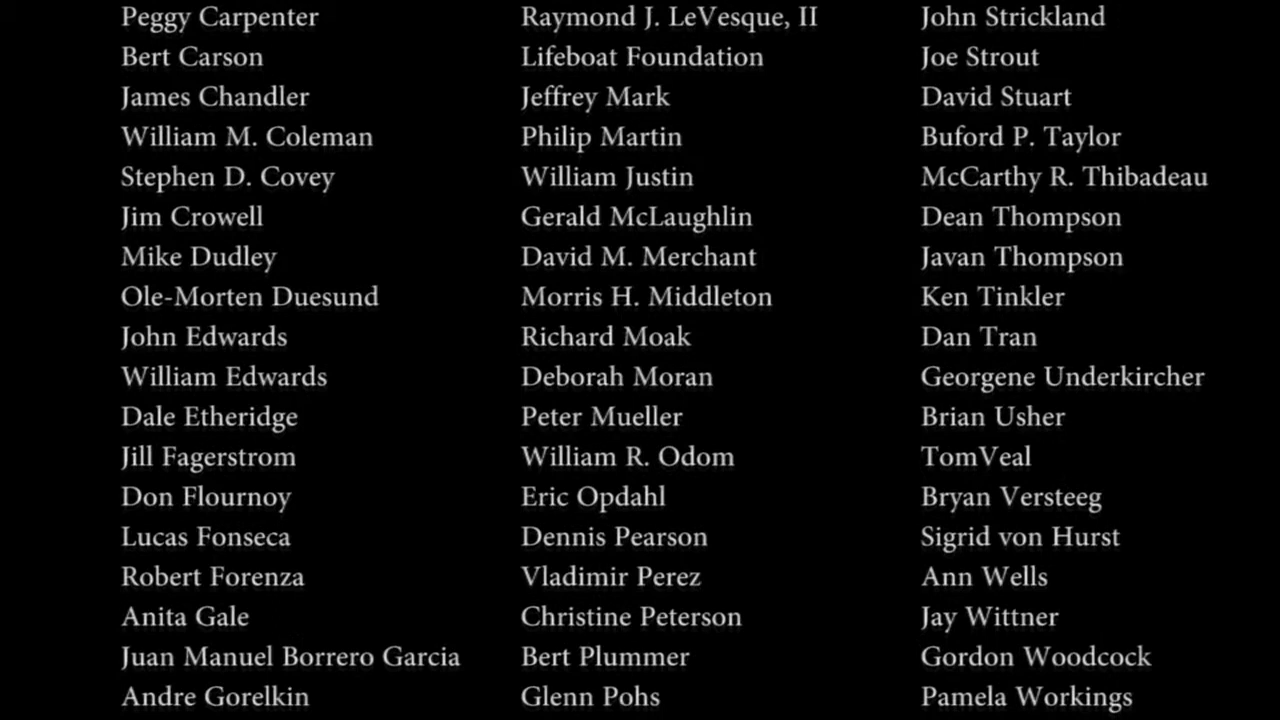 Peggy Carpenter
Bert Carson
James Chandler
William M. Coleman
Stephen D. Covey
Jim Crowell
Mike Dudley
Ole-Morten Duesund
John Edwards
William Edwards
Dale Etheridge
Jill Fagerstrom
Don Flournoy
Lucas Fonseca
Robert Forenza
Anita Gale
Juan Manuel Borrero Garcia
Andre Gorelkin
Raymond J. LeVesque, II
Lifeboat Foundation
Jeffrey Mark
Philip Martin
William Justin
Gerald McLaughlin
David M. Merchant
Morris H. Middleton
Richard Moak
Deborah Moran
Peter Mueller
William R. Odom
Eric Opdahl
Dennis Pearson
Vladimir Perez
Christine Peterson
Bert Plummer
Glenn Pohs
John Strickland
Joe Strout
David Stuart
Buford P. Taylor
McCarthy R. Thibadeau
Dean Thompson
Javan Thompson
Ken Tinkler
Dan Tran
Georgene Underkircher
Brian Usher
TomVeal
Bryan Versteeg
Sigrid von Hurst
Ann Wells
Jay Wittner
Gordon Woodcock
Pamela Workings